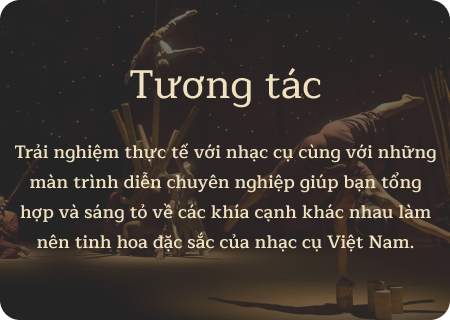 Tương tác
Trải nghiệm thực tế với nhạc cụ cùng với những
màn trình diễn chuyên nghiệp giúp bạn tổng
hợp và sáng tỏ về các khía cạnh khác nhau làm
nên tinh hoa đặc sắc của nhạc cụ Việt Nam.